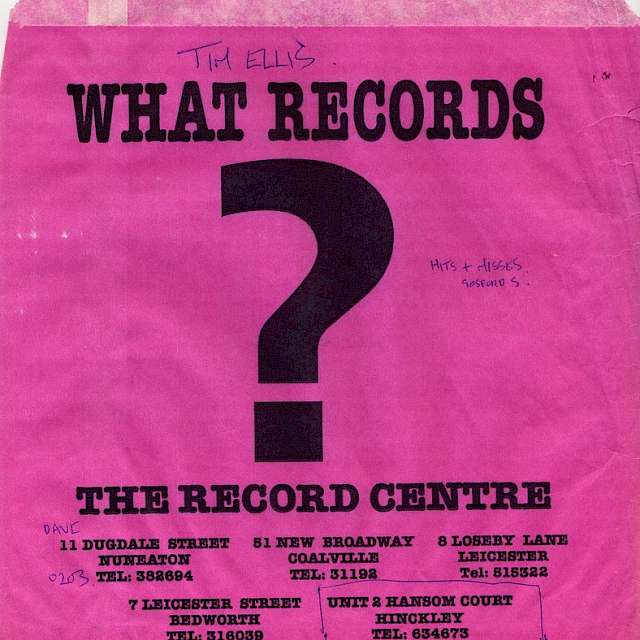 TIM ELLIS.
WHAT RECORDS
?
HITS + MISSES
GOSFORD S.
THE RECORD CENTRE
DAVE
11 DUGDALE STREET
NUNEATON
0203 TEL: 382694
51 NEW BROADWAY
COALVILLE
TEL: 31192
8 LOSEBY LANE
LEICESTER
Tel: 515322
7 LEICESTER STREET
BEDWORTH
TEL: 316039
UNIT 2 HANSOM COURT
HINCKLEY
TEL: 634673